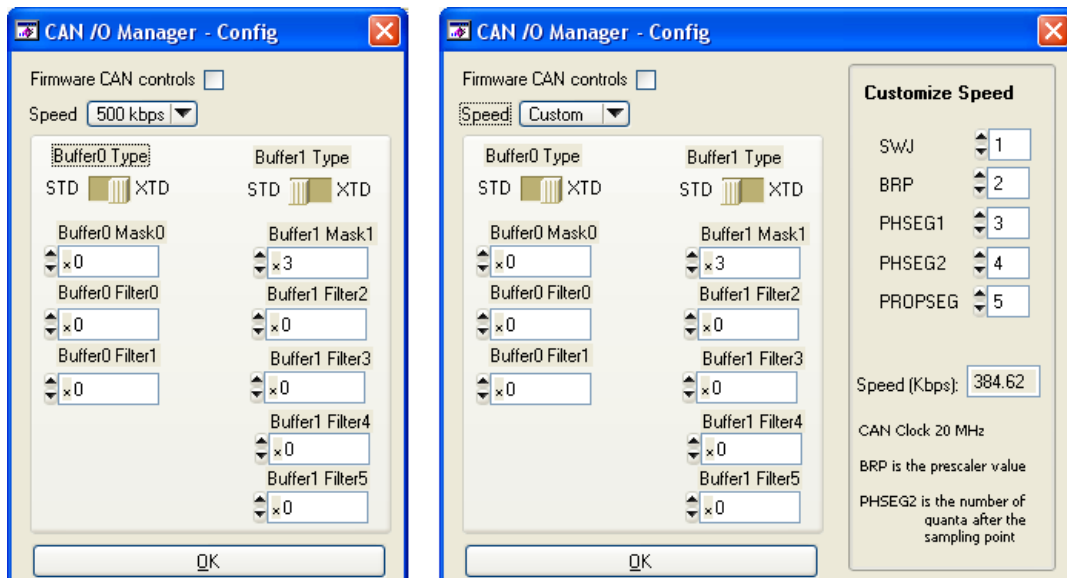 CAN /O Manager - Config
Firmware CAN controls
Speed 500 kbps
Buffer0 Type Buffer1 Type
STD XTD STD XTD
Buffer0 Mask0 Buffer1 Mask1
x0 x3
Buffer0 Filter0 Buffer1 Filter2
x0 x0
Buffer0 Filter1 Buffer1 Filter3
x0 x0
Buffer1 Filter4
x0
Buffer1 Filter5
x0
OK
CAN /O Manager - Config
Firmware CAN controls
Speed Custom
Buffer0 Type Buffer1 Type
STD XTD STD XTD
Buffer0 Mask0 Buffer1 Mask1
x0 x3
Buffer0 Filter0 Buffer1 Filter2
x0 x0
Buffer0 Filter1 Buffer1 Filter3
x0 x0
Buffer1 Filter4
x0
Buffer1 Filter5
x0
OK
Customize Speed
SWJ 1
BRP 2
PHSEG1 3
PHSEG2 4
PROPSEG 5
Speed (Kbps): 384.62
CAN Clock 20 MHz
BRP is the prescaler value
PHSEG2 is the number of
quanta after the
sampling point